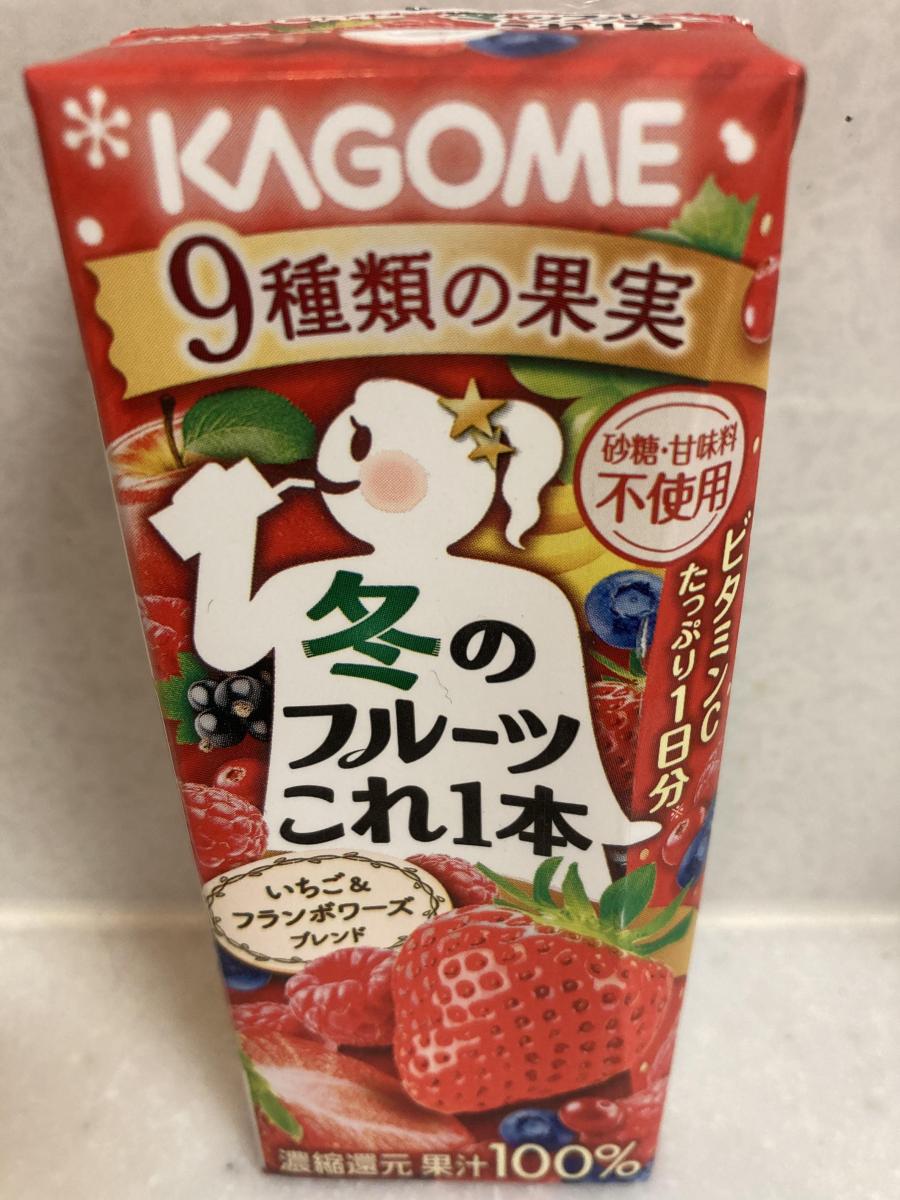 KAGOME
9種類の果実
砂糖・甘味料
不使用
ビタミンC
たっぷり1日分※
冬の
フルーツ
これ1本
いちご&
フランボワーズ
ブレンド
濃縮還元 果汁100%